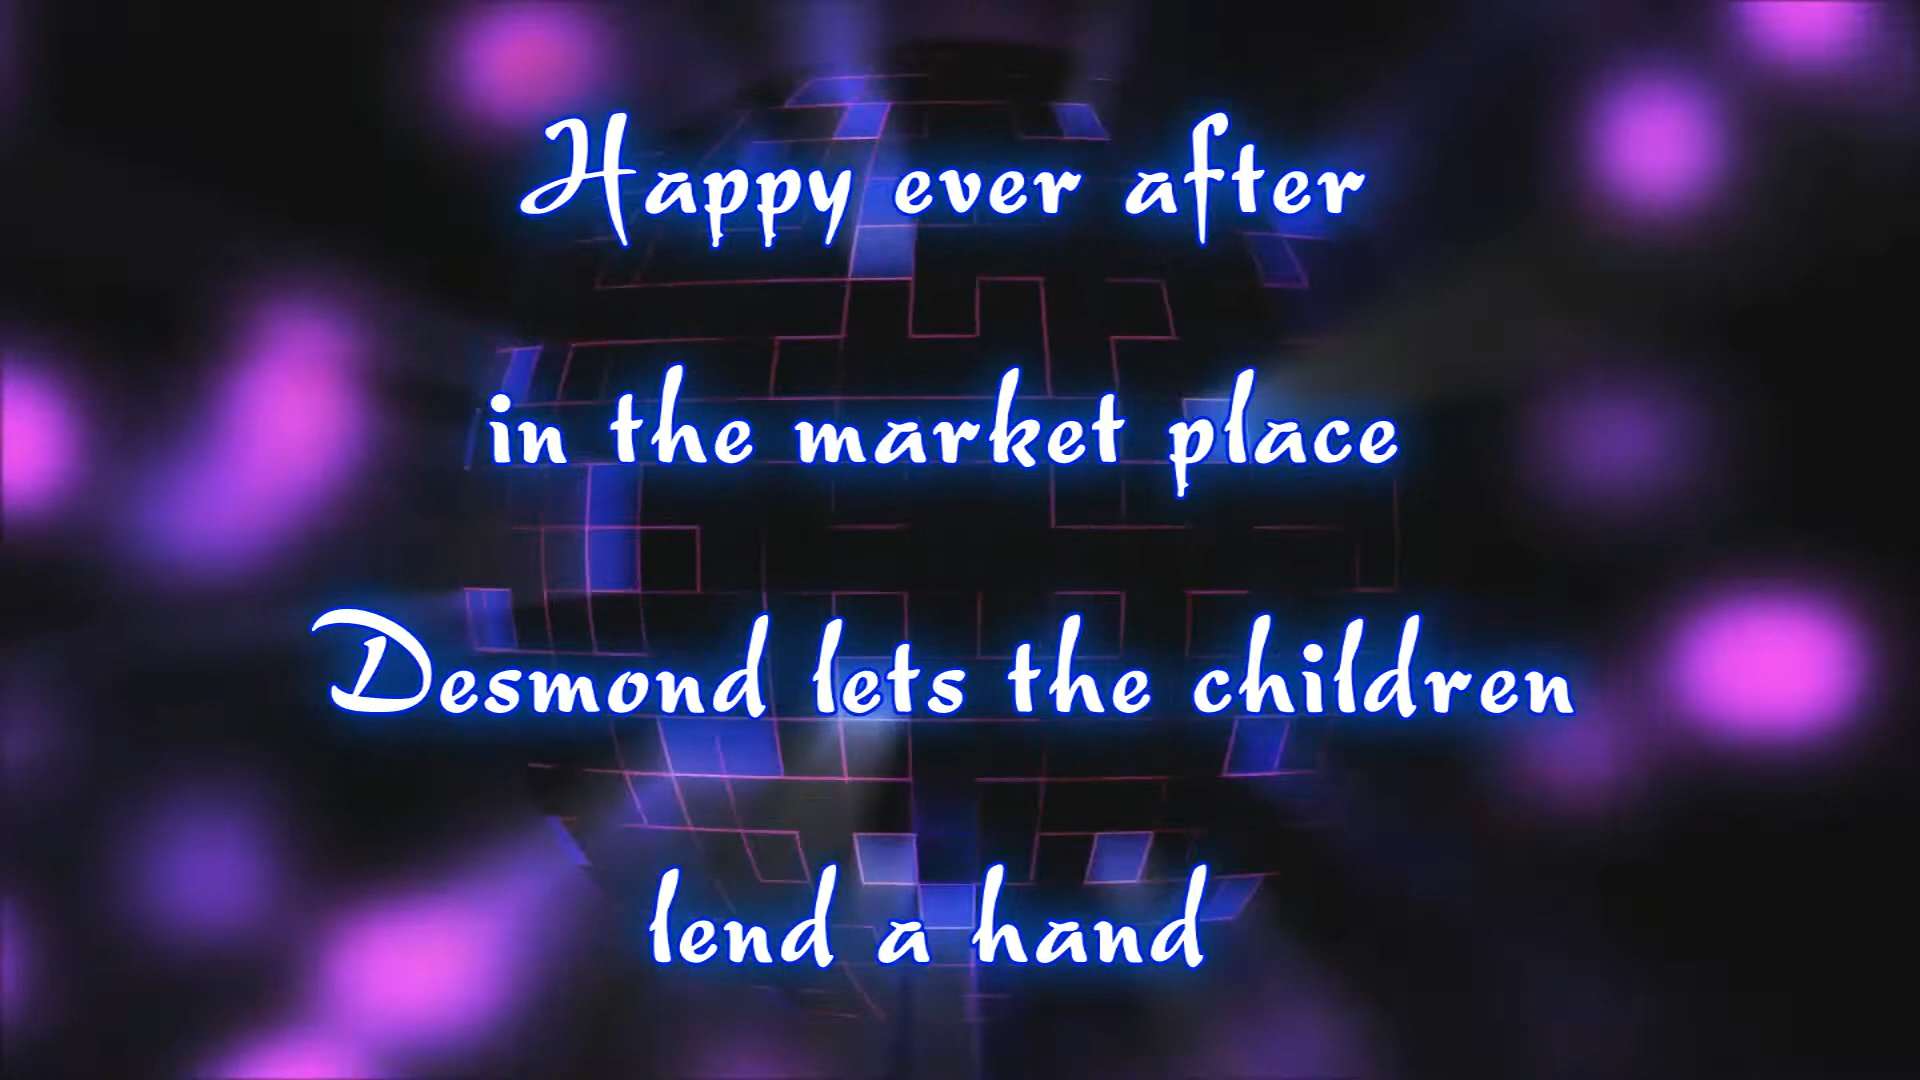 Happy ever after
in the market place
Desmond lets the children
lend a hand